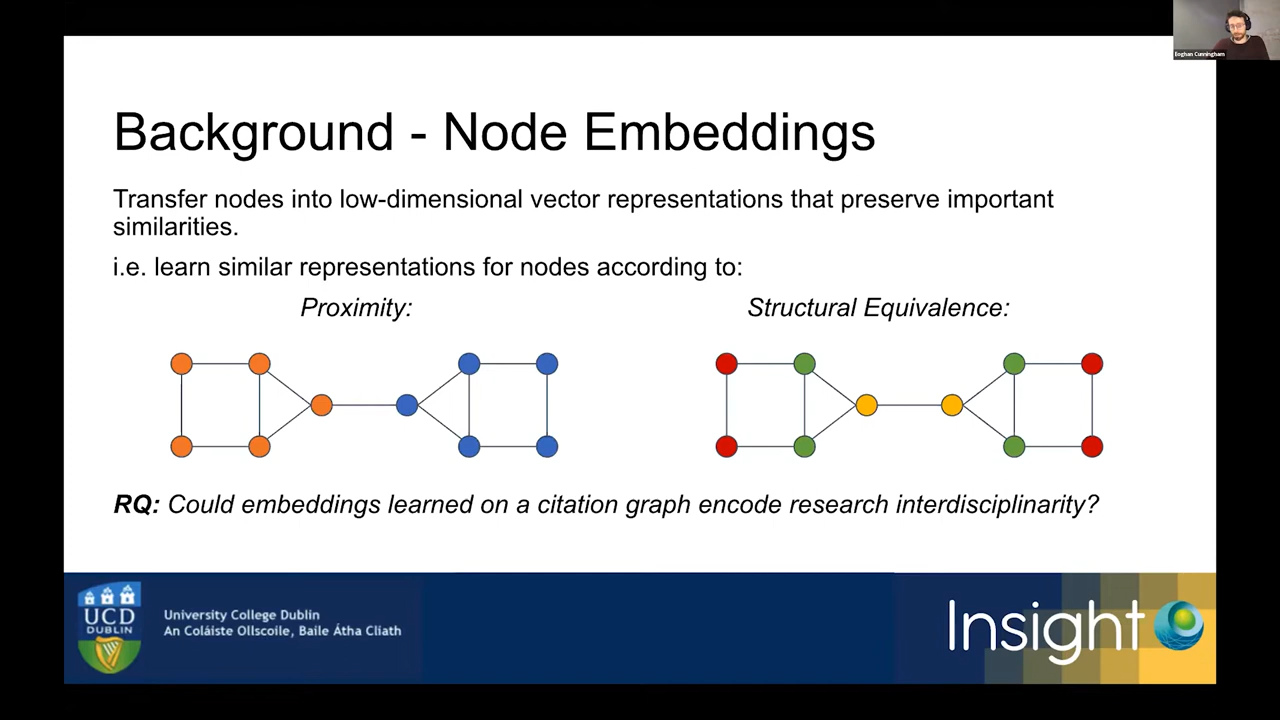 Eoghan Cunningham
Background - Node Embeddings
Transfer nodes into low-dimensional vector representations that preserve important
similarities.
i.e. learn similar representations for nodes according to:
Proximity:
Structural Equivalence:
RQ: Could embeddings learned on a citation graph encode research interdisciplinarity?
UCD
DUBLIN
University College Dublin
An Coláiste Ollscoile, Baile Átha Cliath
Insight